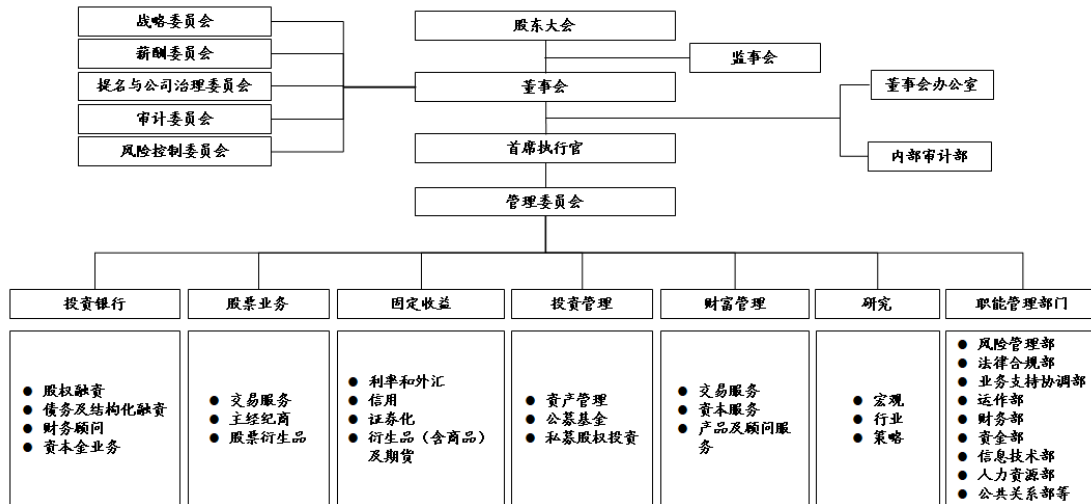 战略委员会
薪酬委员会
提名与公司治理委员会
审计委员会
风险控制委员会
股东大会
监事会
董事会
董事会办公室
内部审计部
首席执行官
管理委员会
投资银行
股票业务
固定收益
投资管理
财富管理
研究
职能管理部门
● 股权融资
● 债务及结构化融资
● 财务顾问
● 资本金业务
● 交易服务
● 主经纪商
● 股票衍生品
● 利率和外汇
● 信用
● 证券化
● 衍生品（含商品）
及期货
● 资产管理
● 公募基金
● 私募股权投资
● 交易服务
● 资本服务
● 产品及顾问服
务
● 宏观
● 行业
● 策略
● 风险管理部
● 法律合规部
● 业务支持协调部
● 运作部
● 财务部
● 资金部
● 信息技术部
● 人力资源部
● 公共关系部等